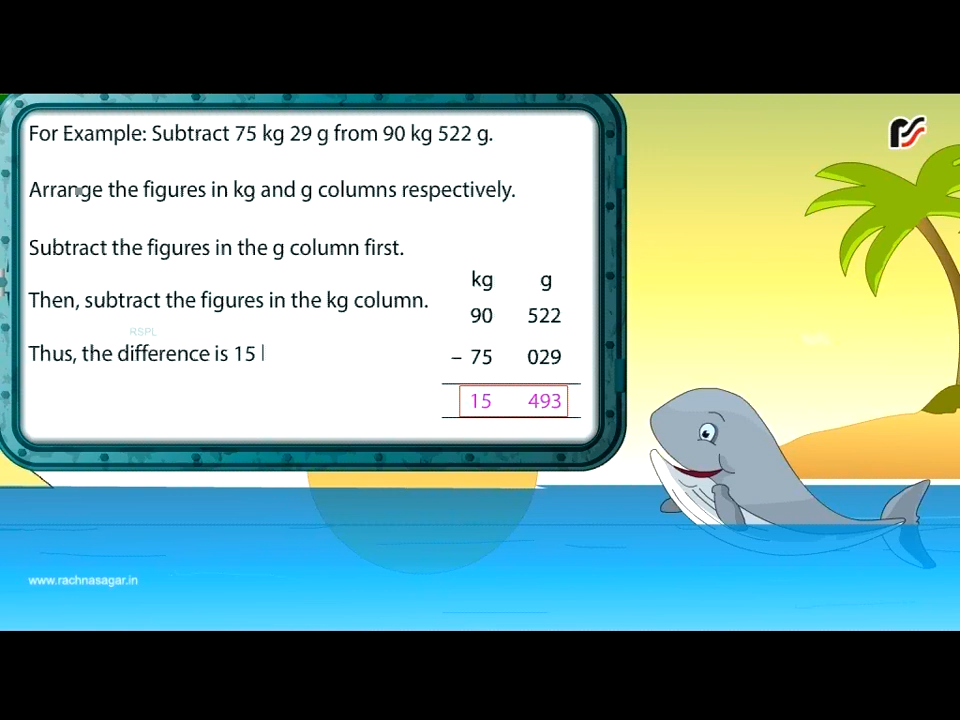 For Example: Subtract 75 kg 29 g from 90 kg 522 g.
Arrange the figures in kg and g columns respectively.
Subtract the figures in the g column first.
Then, subtract the figures in the kg column.
RSPL
Thus, the difference is 15
kg g
90 522
– 75 029
15 493
www.rachnasagar.in